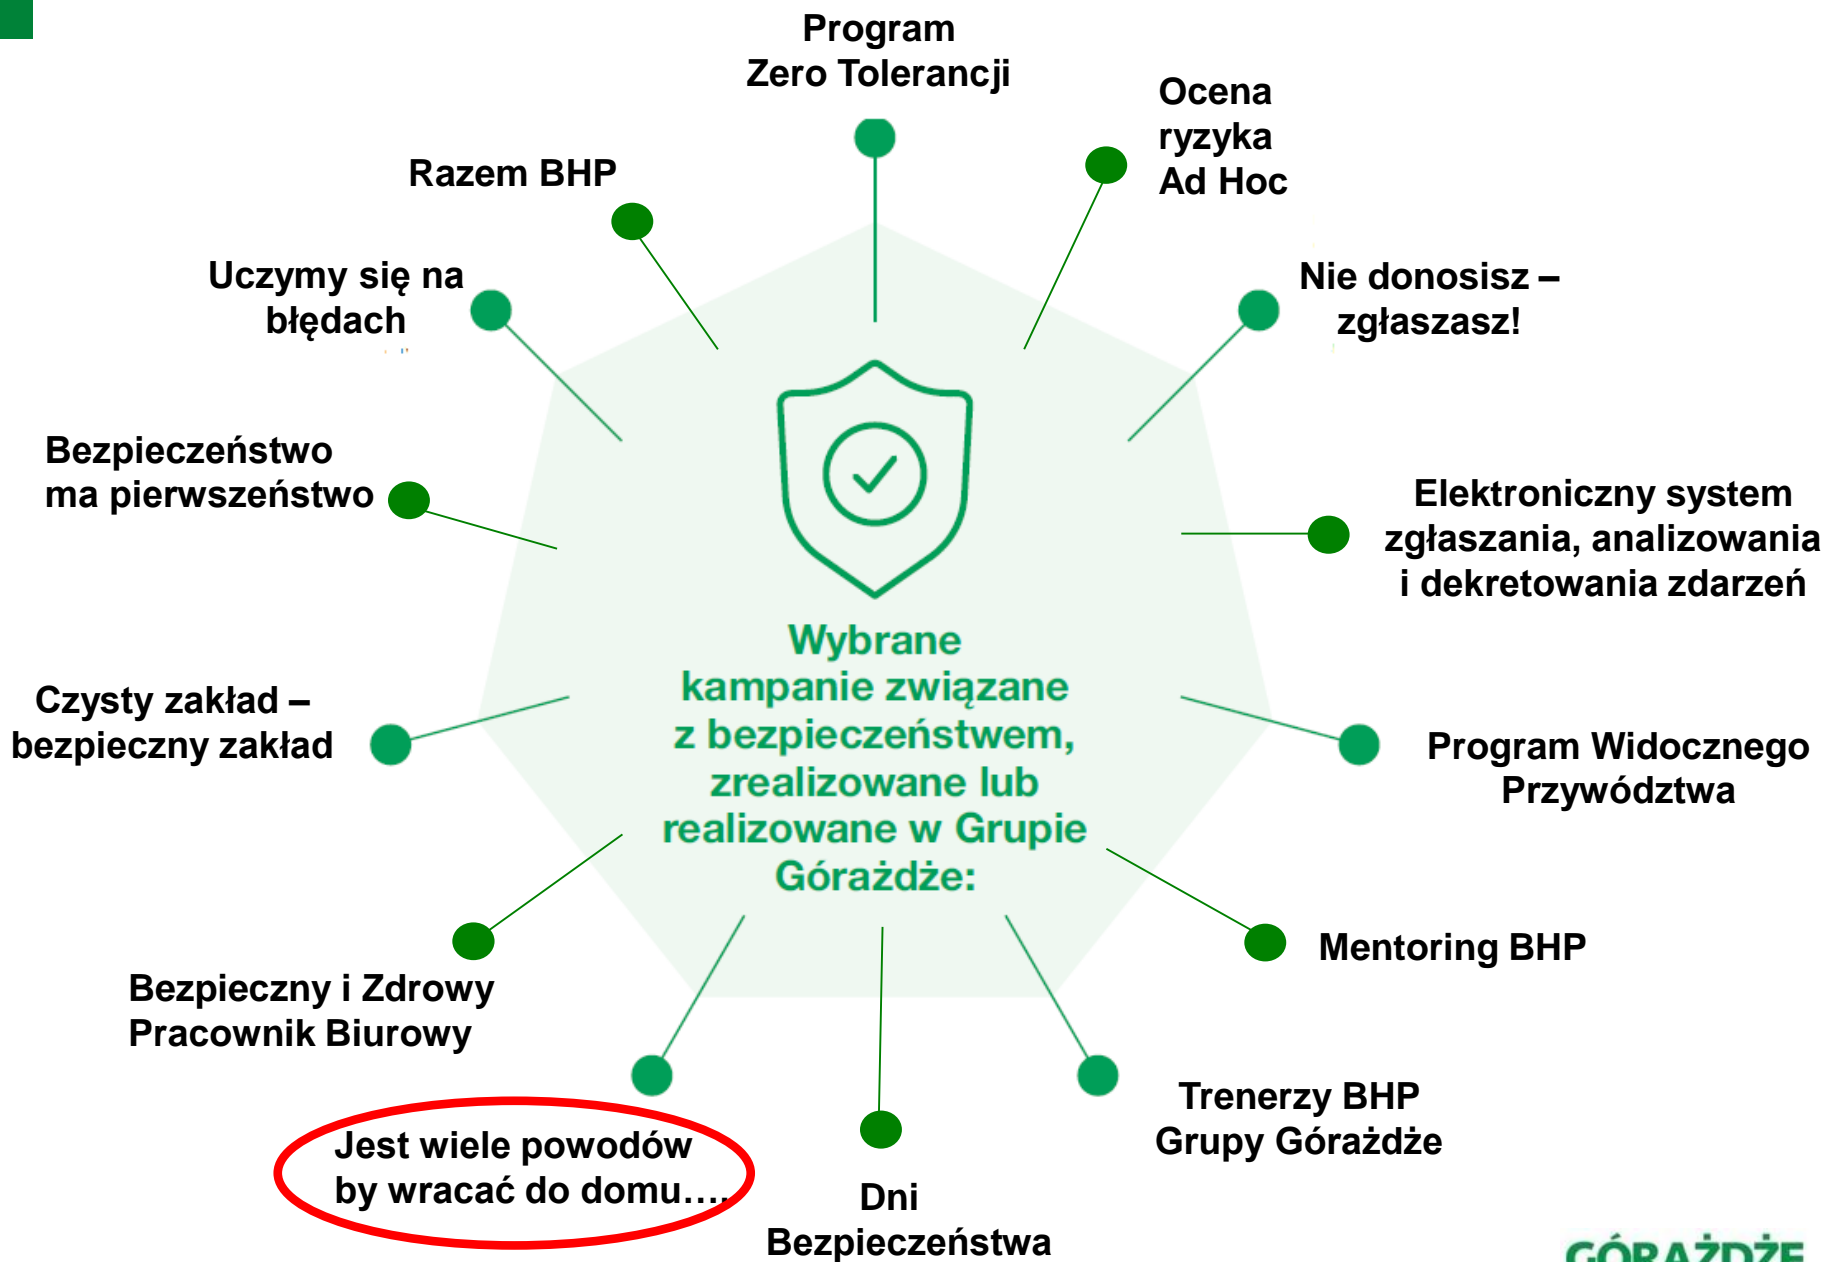 Program
Zero Tolerancji
Ocena
ryzyka
Ad Hoc
Razem BHP
Uczymy się na
błędach
Nie donosisz –
zgłaszasz!
Bezpieczeństwo
ma pierwszeństwo
Elektroniczny system
zgłaszania, analizowania
i dekretowania zdarzeń
Wybrane
kampanie związane
z bezpieczeństwem,
zrealizowane lub
realizowane w Grupie
Górażdże:
Czysty zakład –
bezpieczny zakład
Program Widocznego
Przywództwa
Mentoring BHP
Bezpieczny i Zdrowy
Pracownik Biurowy
Trenerzy BHP
Grupy Górażdże
Jest wiele powodów
by wracać do domu….
Dni
Bezpieczeństwa
GÓRAŻDŻE